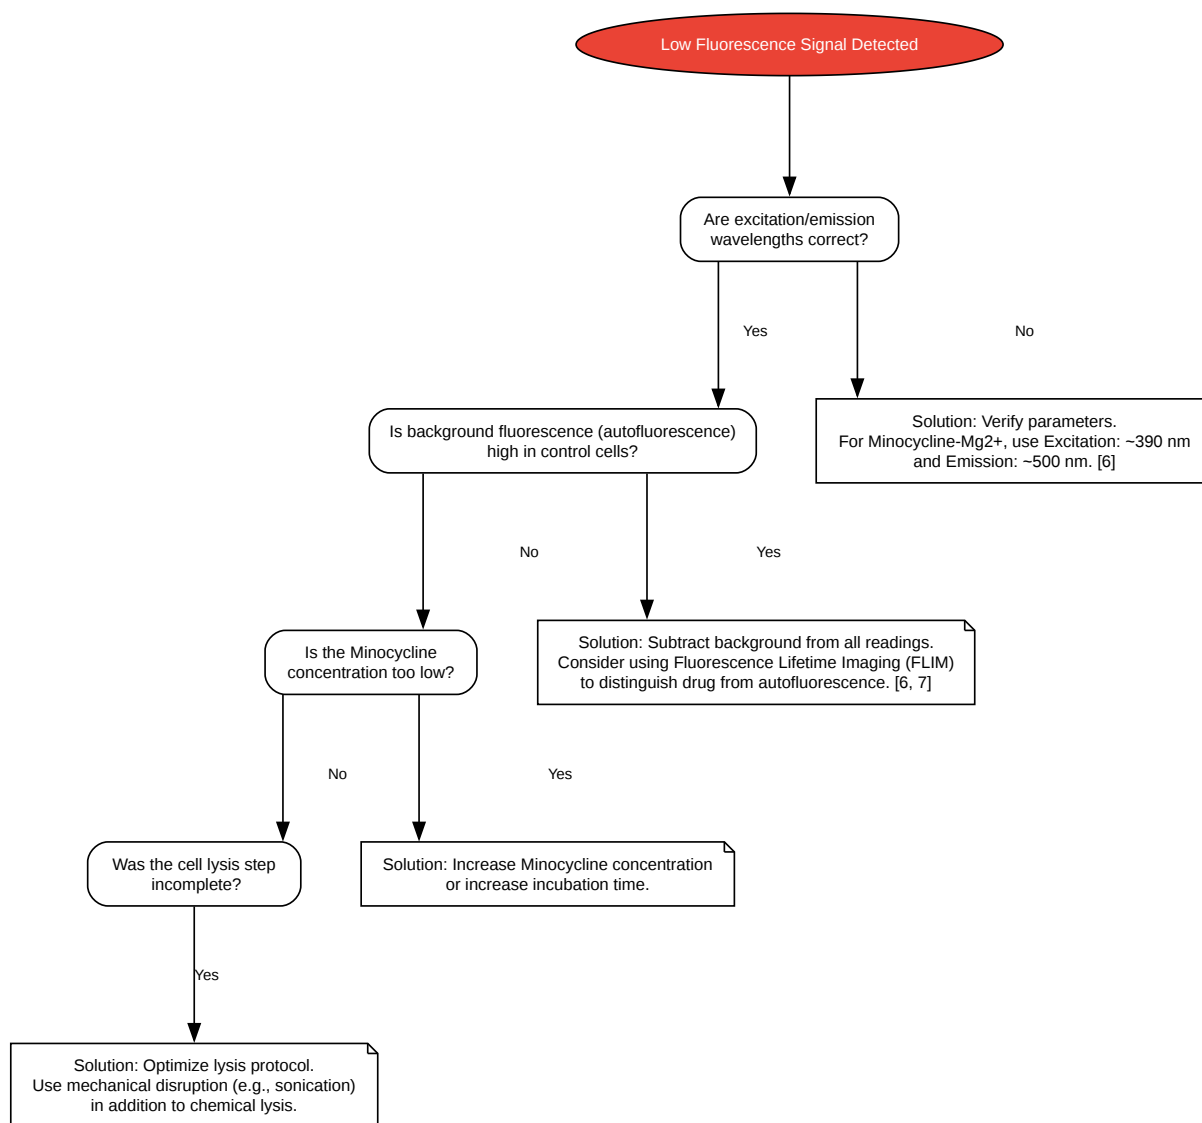 Low Fluorescence Signal Detected
Are excitation/emission
wavelengths correct?
Yes
No
Is background fluorescence (autofluorescence)
high in control cells?
Solution: Verify parameters.
For Minocycline-Mg2+, use Excitation: ~390 nm
and Emission: ~500 nm. [6]
No
Yes
Is the Minocycline
concentration too low?
Solution: Subtract background from all readings.
Consider using Fluorescence Lifetime Imaging (FLIM)
to distinguish drug from autofluorescence. [6, 7]
No
Yes
Was the cell lysis step
incomplete?
Solution: Increase Minocycline concentration
or increase incubation time.
Yes
Solution: Optimize lysis protocol.
Use mechanical disruption (e.g., sonication)
in addition to chemical lysis.